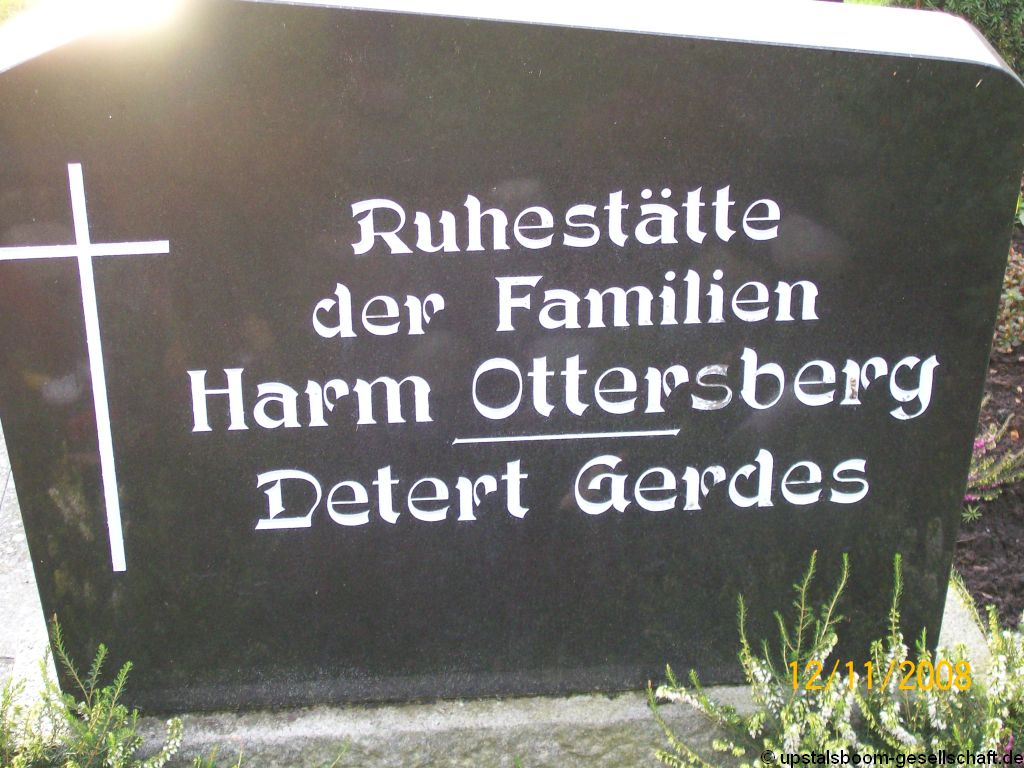 Ruhestätte
der Familien
Harm Ottersberg
Detert Gerdes
12/11/2008
© upstalsboom-gesellschaft.de